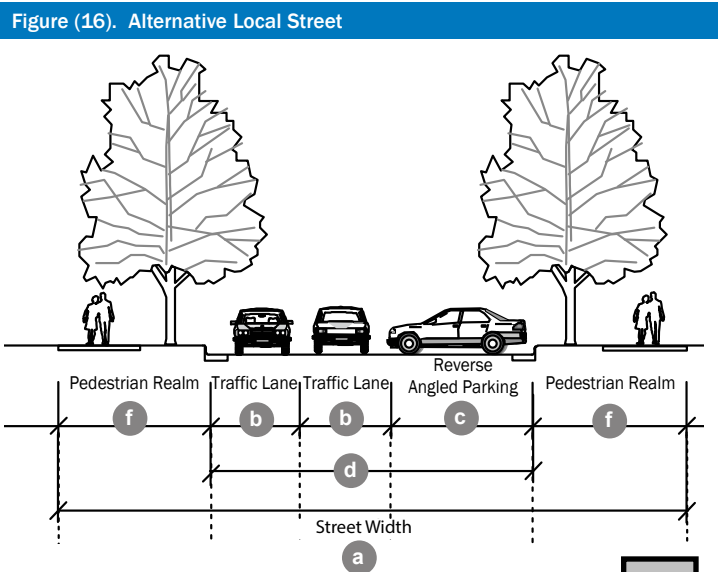 Figure (16). Alternative Local Street
Pedestrian Realm
Traffic Lane
Traffic Lane
Reverse
Angled Parking
Pedestrian Realm
f
b
b
c
f
d
Street Width
a